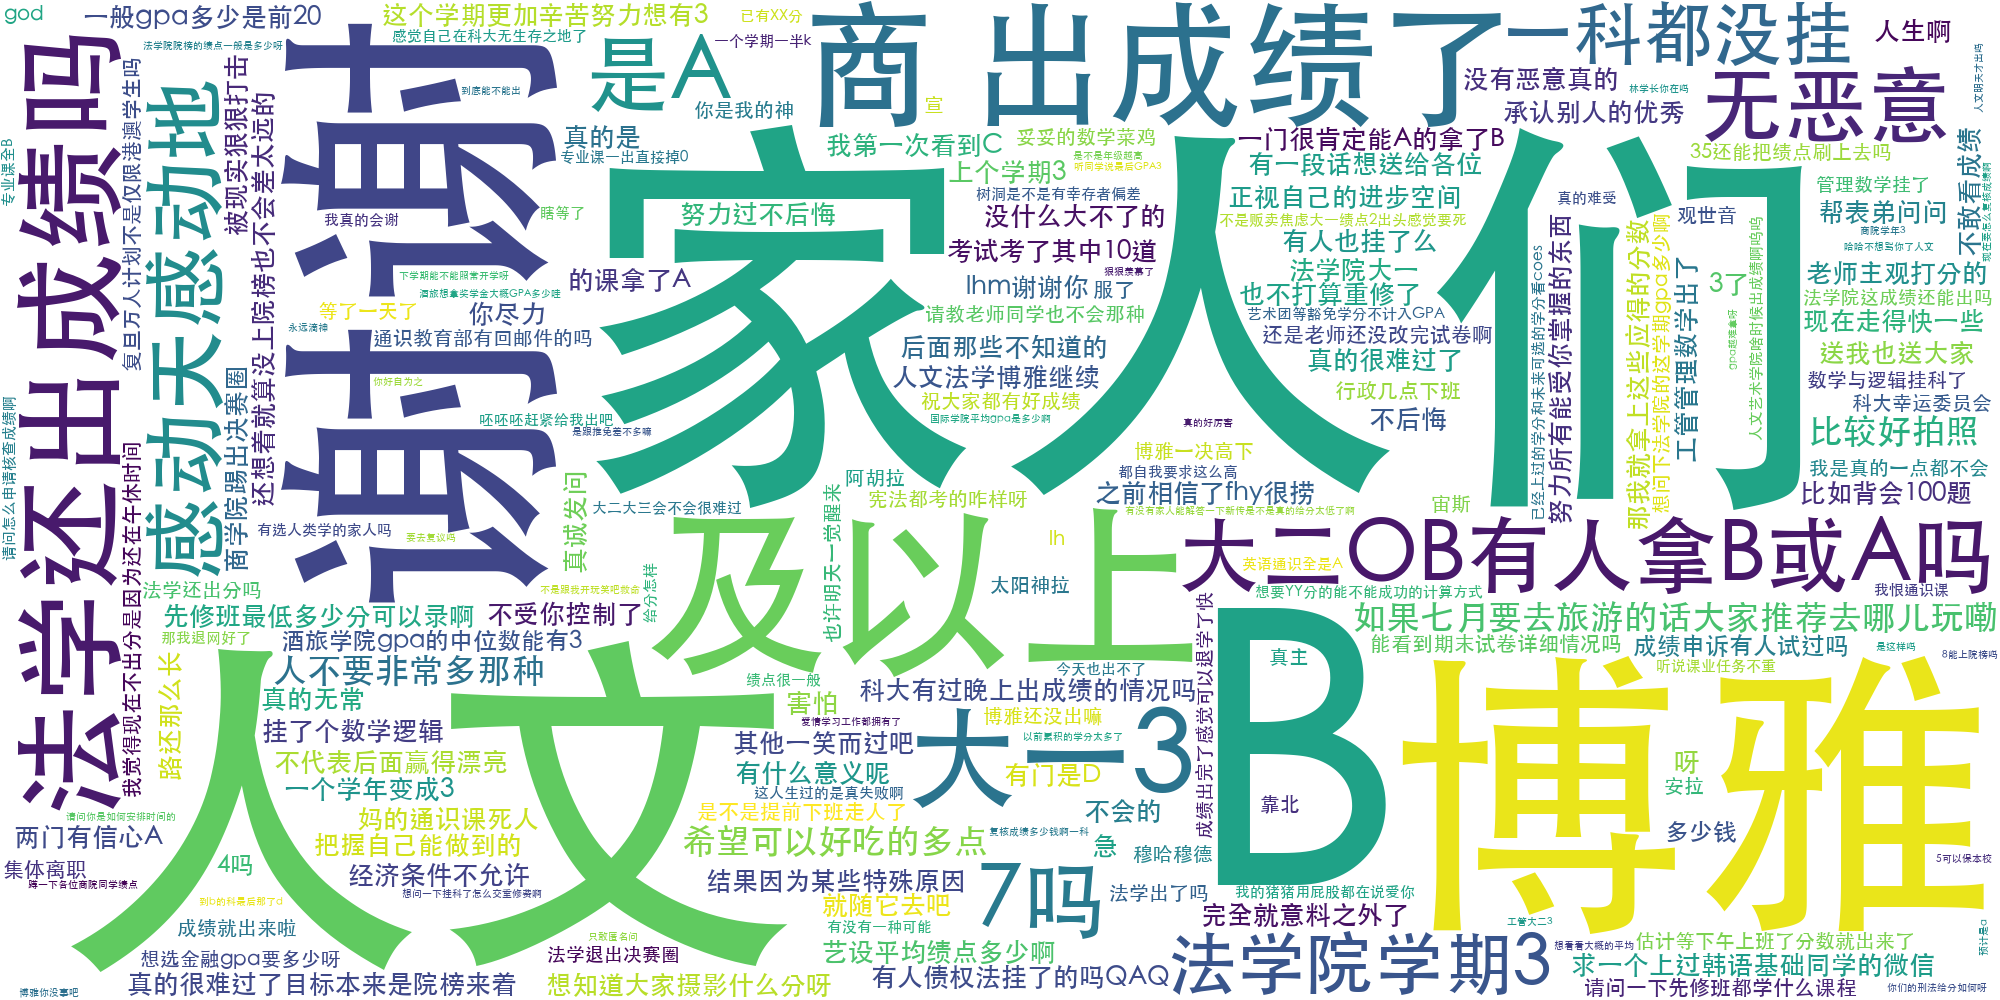 god
一般gpa多少是前20
这个学期更加辛苦努力想有3
已有XX分
商 出成绩了
一科都没挂
人生啊
法学院院榜的绩点一般是多少呀
感觉自己在科大无生存之地了
一个学期一半k
是A
你是我的神
宣
没有恶意真的
承认别人的优秀
林学长你在吗
无恶意
人文明天才出吗
到底能不能出
谢谢
家人们
法学还出成绩吗
感动天感动地
复旦万人计划不是仅限港澳学生吗
被现实狠狠打击
还想着就算没上院榜也不会差太远的
商学院踢出决赛圈
专业课全B
请问怎么申请核查成绩啊
我觉得现在不出分是因为还在午休时间
真的是
专业课一出直接掉0
我第一次看到C
妥妥的数学菜鸡
是不是年级越高
听同学说最后GPA3
上个学期3
树洞是不是有幸存者偏差
没什么大不了的
考试考了其中10道
努力过不后悔
一门很肯定能A的拿了B
有一段话想送给各位
正视自己的进步空间
不是贩卖焦虑大一绩点2出头感觉要死
真的难受
有人也挂了么
法学院大一
也不打算重修了
35还能把绩点刷上去吗
不敢看成绩
现在要怎么复核成绩啊
管理数学挂了
帮表弟问问
观世音
商院学年3
哈哈不想骂你了人文
老师主观打分的
法学院这成绩还能出吗
现在走得快一些
送我也送大家
数学与逻辑挂科了
科大幸运委员会
比较好拍照
我是真的一点都不会
比如背会100题
3了
工管管理数学出了
gpa越难拿呀
人文艺术学院啥时候出成绩啊呜呜
那我就拿上这些应得的分数
想问下法学院的这学期gpa多少啊
努力所有能受你掌握的东西
已经上过的学分和未来可选的学分看coes
我真的会谢
瞎等了
下学期能不能照常开学呀
酒旅想拿奖学金大概GPA多少哇
的课拿了A
等了一天了
永远滴神
你尽力
通识教育部有回邮件的吗
你好自为之
呸呸呸赶紧给我出吧
是跟推免差不多嘛
有选人类学的家人吗
要去复议吗
狠狠羡慕了
lhm谢谢你
服了
请教老师同学也不会那种
后面那些不知道的
人文法学博雅继续
祝大家都有好成绩
国际学院平均gpa是多少啊
艺术团等豁免学分不计入GPA
还是老师还没改完试卷啊
真的很难过了
行政几点下班
不后悔
真的好厉害
博雅一决高下
都自我要求这么高
之前相信了fhy很捞
有没有家人能解答一下新传是不是真的给分太低了啊
宙斯
阿胡拉
宪法都考的咋样呀
大二大三会不会很难过
真诚发问
也许明天一觉醒来
及以上
lh
太阳神拉
大二〇B有人拿B或A吗
英语通识全是A
想要YY分的能不能成功的计算方式
我恨通识课
法学还出分吗
先修班最低多少分可以录啊
不是跟我开玩笑吧救命
不受你控制了
给分怎样
那我退网好了
酒旅学院gpa的中位数能有3
如果七月要去旅游的话大家推荐去哪儿玩嘞
能看到期末试卷详细情况吗
成绩申诉有人试过吗
是这样吗
8能上院榜吗
听说课业任务不重
真主
成绩出完了感觉可以退学了快
人文
人不要非常多那种
真的无常
挂了个数学逻辑
不代表后面赢得漂亮
一个学年变成3
路还那么长
今天也出不了
绩点很一般
科大有过晚上出成绩的情况吗
害怕
爱情学习工作都拥有了
博雅还没出嘛
其他一笑而过吧
以前累积的学分太多了
大一3
有什么意义呢
有门是D
这人生过的是真失败啊
是不是提前下班走人了
不会的
B
博雅
呀
安拉
靠北
多少钱
请问你是如何安排时间的
两门有信心A
集体离职
蹲一下各位商院同学绩点
4吗
妈的通识课死人
把握自己能做到的
经济条件不允许
想问一下挂科了怎么交重修费啊
希望可以好吃的多点
复核成绩多少钱啊一科
急
穆哈穆德
结果因为某些特殊原因
7吗
法学出了吗
5可以保本校
我的猪猪用屁股都在说爱你
到b的科是后那了d
成绩就出来啦
就随它去吧
有没有一种可能
完全就意料之外了
工管大二3
只敢匿名问
法学退出决赛圈
艺设平均绩点多少啊
想选金融gpa要多少呀
真的很难过了目标本来是院榜来着
想知道大家摄影什么分呀
有人债权法挂了的吗QAQ
法学院学期3
想看看大概的平均
估计等下午上班了分数就出来了
求一个上过韩语基础同学的微信
请问一下先修班都学什么课程
预计是a
你们的刑法给分如何呀
博雅你没事吧